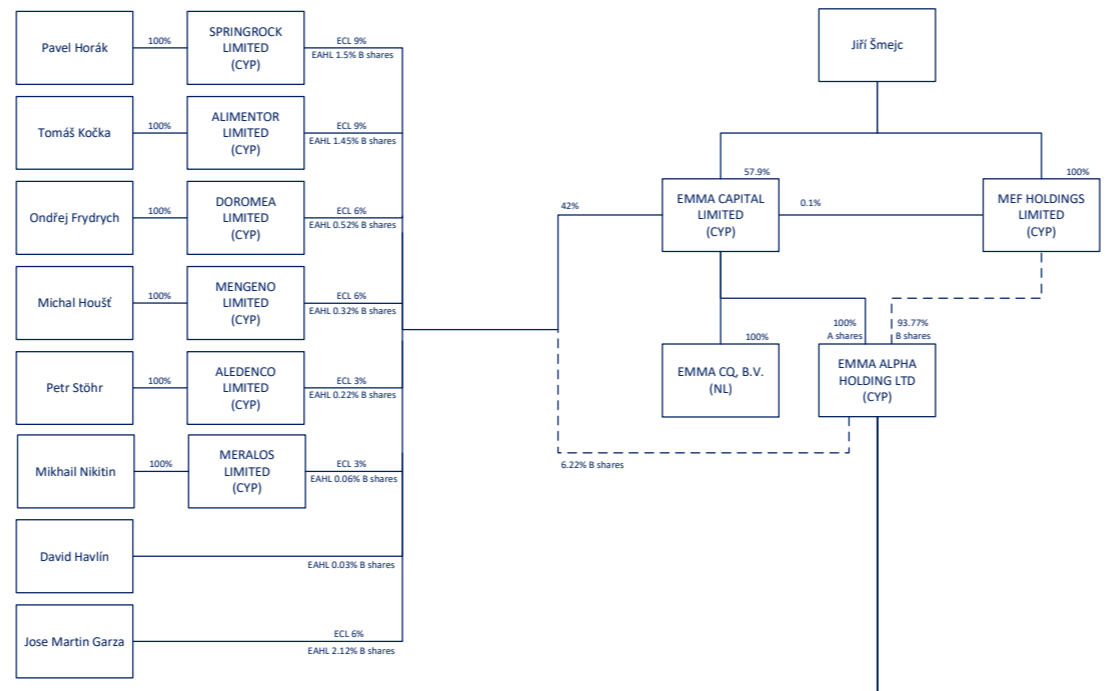 Pavel Horák
100%
SPRINGROCK
LIMITED
(CYP)
ECL 9%
EAHL 1.5% B shares
Tomáš Kočka
100%
ALIMENTOR
LIMITED
(CYP)
ECL 9%
EAHL 1.45% B shares
Ondřej Frydrych
100%
DOROMEA
LIMITED
(CYP)
ECL 6%
EAHL 0.52% B shares
Michal Houšť
100%
MENGENO
LIMITED
(CYP)
ECL 6%
EAHL 0.32% B shares
Petr Stöhr
100%
ALEDENCO
LIMITED
(CYP)
ECL 3%
EAHL 0.22% B shares
Mikhail Nikitin
100%
MERALOS
LIMITED
(CYP)
ECL 3%
EAHL 0.06% B shares
David Havlín
EAHL 0.03% B shares
Jose Martin Garza
ECL 6%
EAHL 2.12% B shares
Jiří Šmejc
57.9%
100%
42%
EMMA CAPITAL
LIMITED
(CYP)
0.1%
MEF HOLDINGS
LIMITED
(CYP)
100%
EMMA CQ, B.V.
(NL)
100%
A shares
93.77%
B shares
EMMA ALPHA
HOLDING LTD
(CYP)
6.22% B shares